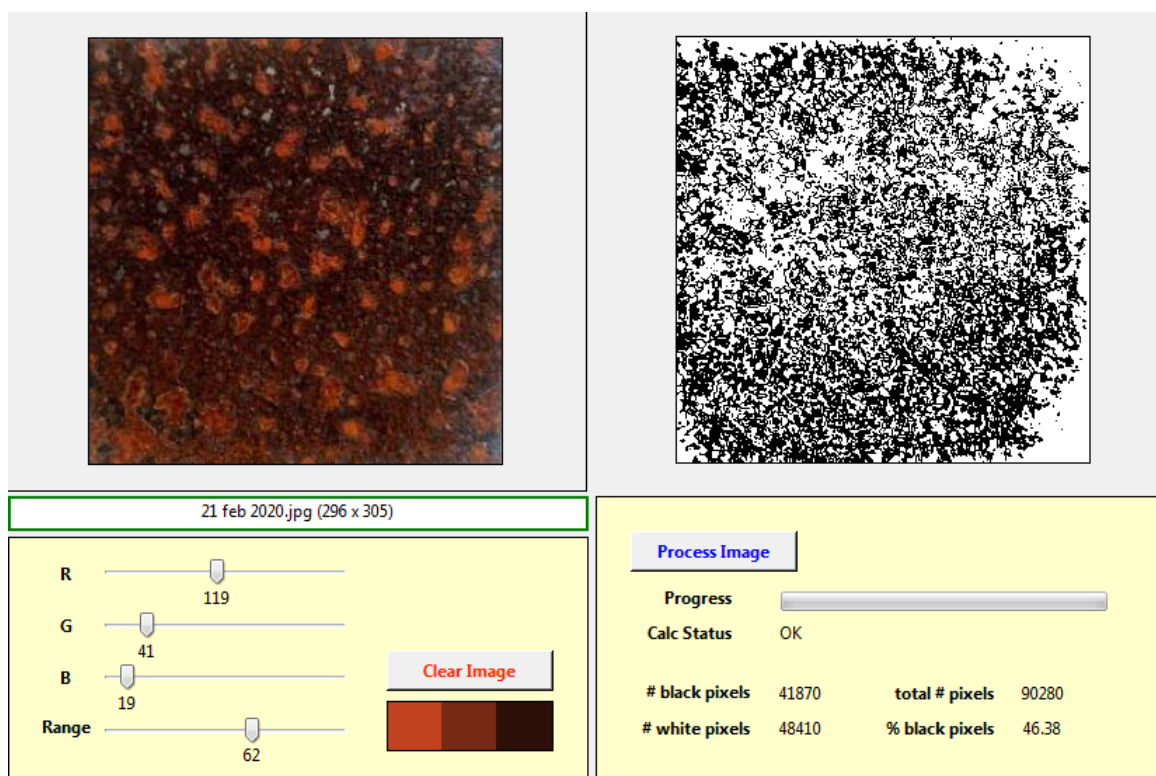 21 feb 2020.jpg (296 x 305)
R
119
G
41
B
19
Range
62
Clear Image
Process Image
Progress
Calc Status OK
# black pixels 41870 total # pixels 90280
# white pixels 48410 % black pixels 46.38